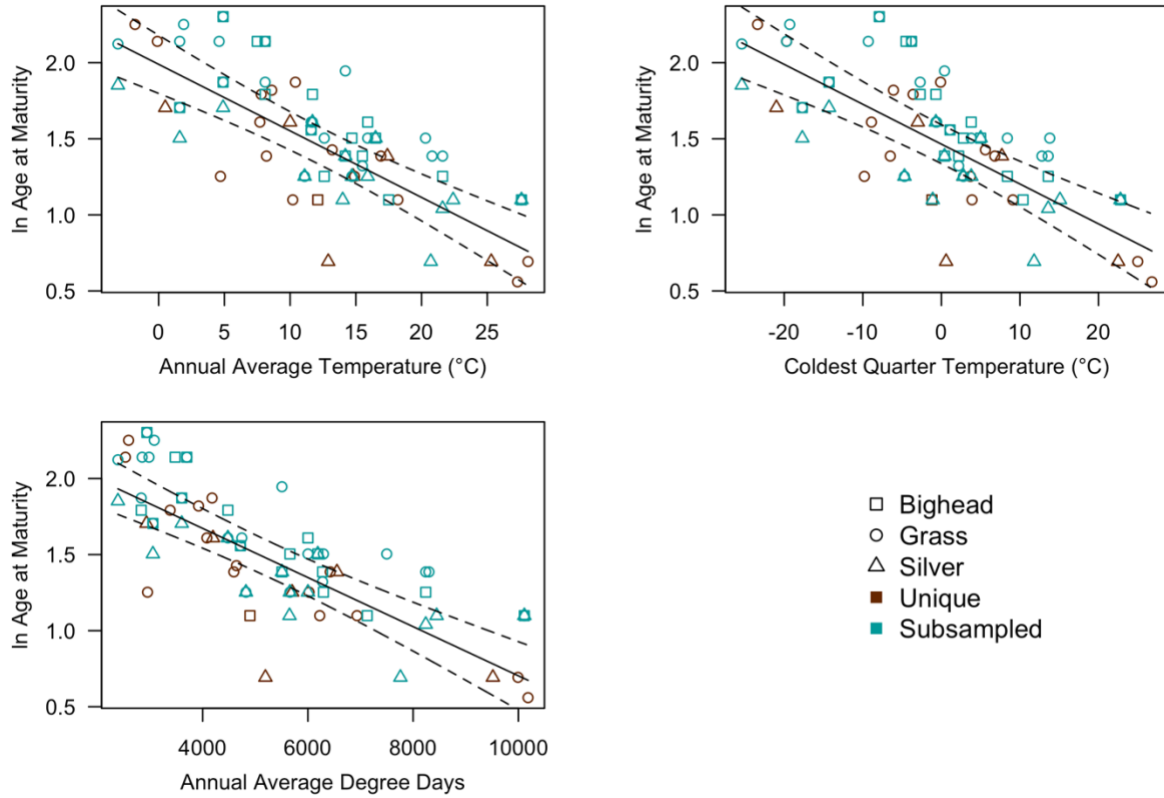 ln Age at Maturity
2.0
1.5
1.0
0.5
0 5 10 15 20 25
Annual Average Temperature (°C)
ln Age at Maturity
2.0
1.5
1.0
0.5
-20 -10 0 10 20
Coldest Quarter Temperature (°C)
ln Age at Maturity
2.0
1.5
1.0
0.5
4000 6000 8000 10000
Annual Average Degree Days
Bighead
Grass
Silver
Unique
Subsampled